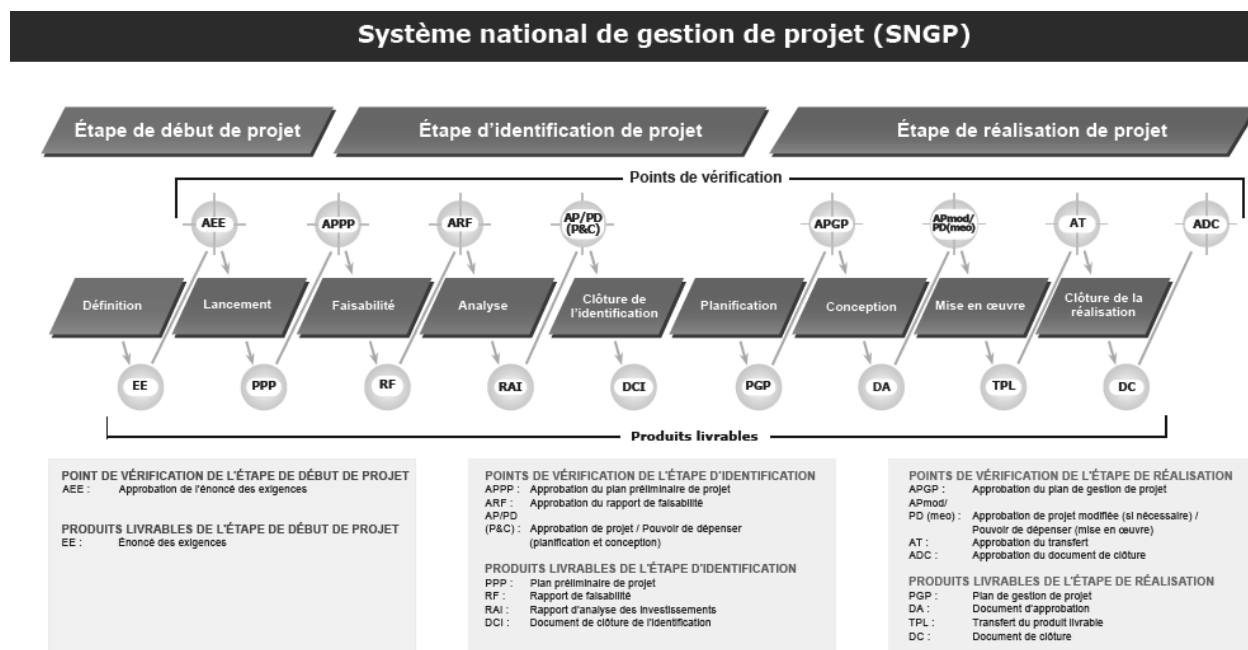 Système national de gestion de projet (SNGP)
Étape de début de projet
Étape d'identification de projet
Étape de réalisation de projet
Points de vérification
AEE
APPP
ARF
AP/PD
(P&C)
APGP
APmod/
PD(meo)
AT
ADC
Définition
Lancement
Faisabilité
Analyse
Clôture de
l'identification
Planification
Conception
Mise en œuvre
Clôture de la
réalisation
EE
PPP
RF
RAI
DCI
PGP
DA
TPL
DC
Produits livrables
POINT DE VÉRIFICATION DE L'ÉTAPE DE DÉBUT DE PROJET
AEE : Approbation de l'énoncé des exigences
PRODUITS LIVRABLES DE L'ÉTAPE DE DÉBUT DE PROJET
EE : Énoncé des exigences
POINTS DE VÉRIFICATION DE L'ÉTAPE D'IDENTIFICATION
APPP : Approbation du plan préliminaire de projet
ARF : Approbation du rapport de faisabilité
AP/PD
(P&C) : Approbation de projet / Pouvoir de dépenser
(planification et conception)
PRODUITS LIVRABLES DE L'ÉTAPE D'IDENTIFICATION
PPP : Plan préliminaire de projet
RF : Rapport de faisabilité
RAI : Rapport d'analyse des investissements
DCI : Document de clôture de l'identification
POINTS DE VÉRIFICATION DE L'ÉTAPE DE RÉALISATION
APGP : Approbation du plan de gestion de projet
APmod/
PD (meo) : Approbation de projet modifiée (si nécessaire) /
Pouvoir de dépenser (mise en œuvre)
AT : Approbation du transfert
ADC : Approbation du document de clôture
PRODUITS LIVRABLES DE L'ÉTAPE DE RÉALISATION
PGP : Plan de gestion de projet
DA : Document d'approbation
TPL : Transfert du produit livrable
DC : Document de clôture